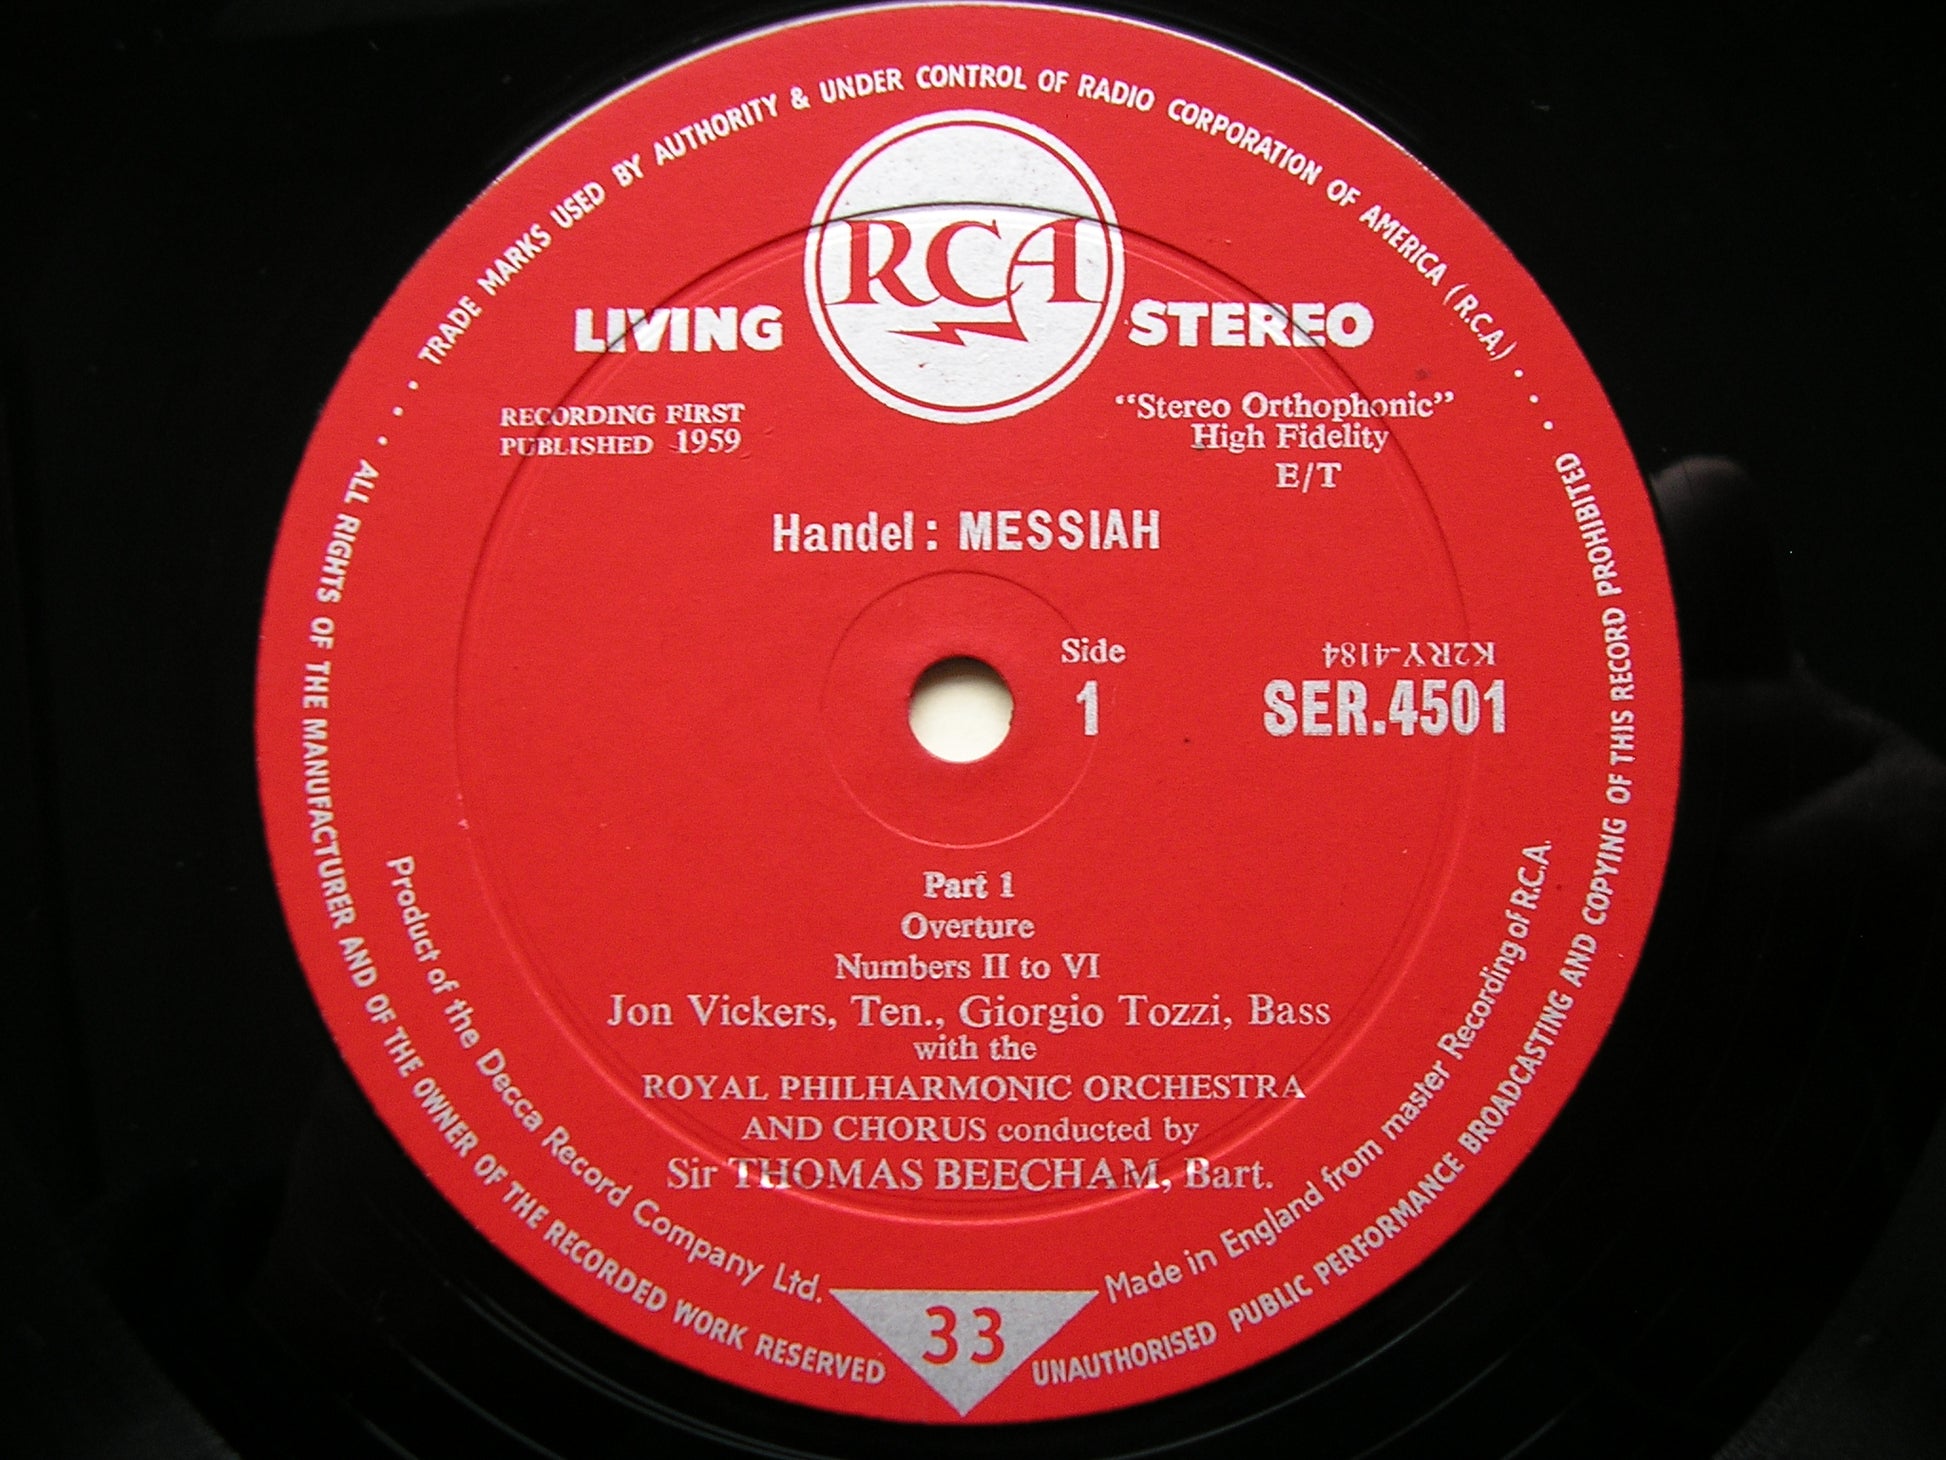 TRADE MARKS USED BY AUTHORITY & UNDER CONTROL OF RADIO CORPORATION OF AMERICA (R.C.A.)
RCA
LIVING STEREO
RECORDING FIRST
PUBLISHED 1959
"Stereo Orthophonic"
High Fidelity
E/T
Handel : MESSIAH
Side
1
K2RY-4184
SER.4501
Part 1
Overture
Numbers II to VI
Jon Vickers, Ten., Giorgio Tozzi, Bass
with the
ROYAL PHILHARMONIC ORCHESTRA
AND CHORUS conducted by
Sir THOMAS BEECHAM, Bart.
Product of the Decca Record Company Ltd.
Made in England from master Recording of R.C.A.
33
ALL RIGHTS OF THE MANUFACTURER AND OF THE OWNER OF THE RECORDED WORK RESERVED
UNAUTHORISED PUBLIC PERFORMANCE BROADCASTING AND COPYING OF THIS RECORD PROHIBITED